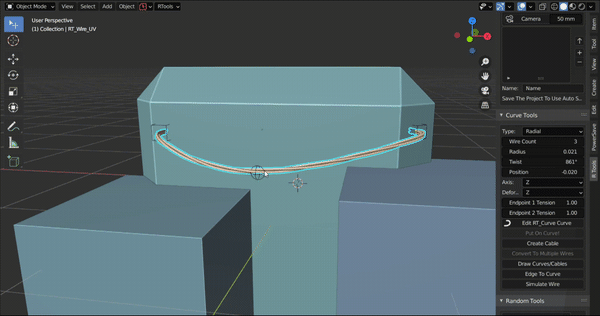 Object Mode View Select Add Object RTools
User Perspective
(1) Collection | RT_Wire_UV
Z
X
Camera 50 mm
Name: Name
Save The Project To Use Auto S..
Curve Tools
Type: Radial
Wire Count 3
Radius 0.021
Twist 861°
Position -0.020
Axis: Z
Defor.. Z
Endpoint 1 Tension 1.00
Endpoint 2 Tension 1.00
Edit RT_Curve Curve
Put On Curve!
Create Cable
Convert To Multiple Wires
Draw Curves/Cables
Edge To Curve
Simulate Wire
Random Tools
Item
Tool
View
Create
Edit
PowerSave
R Tools